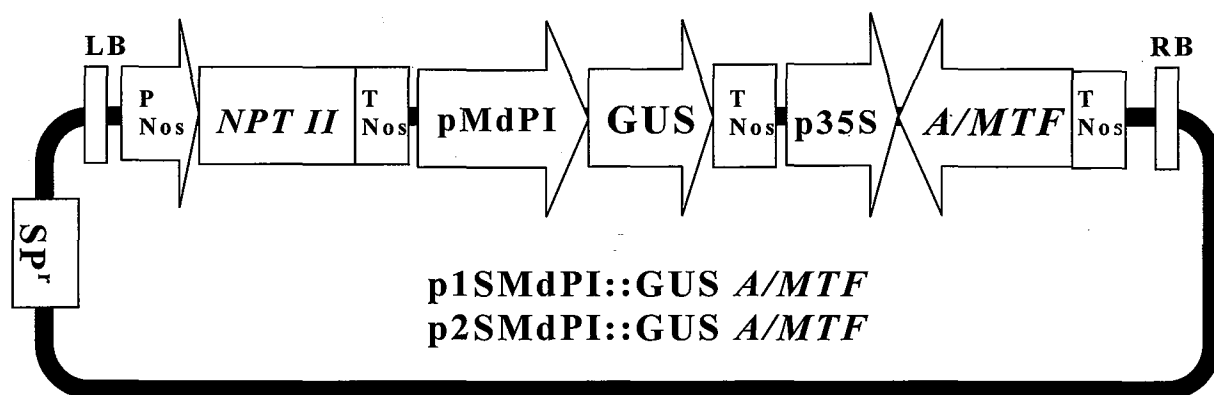 LB
RB
P
Nos
NPT II
T
Nos
pMdPI
GUS
T
Nos
p35S
A/MTF
T
Nos
SPʳ
p1SMdPI::GUS A/MTF
p2SMdPI::GUS A/MTF